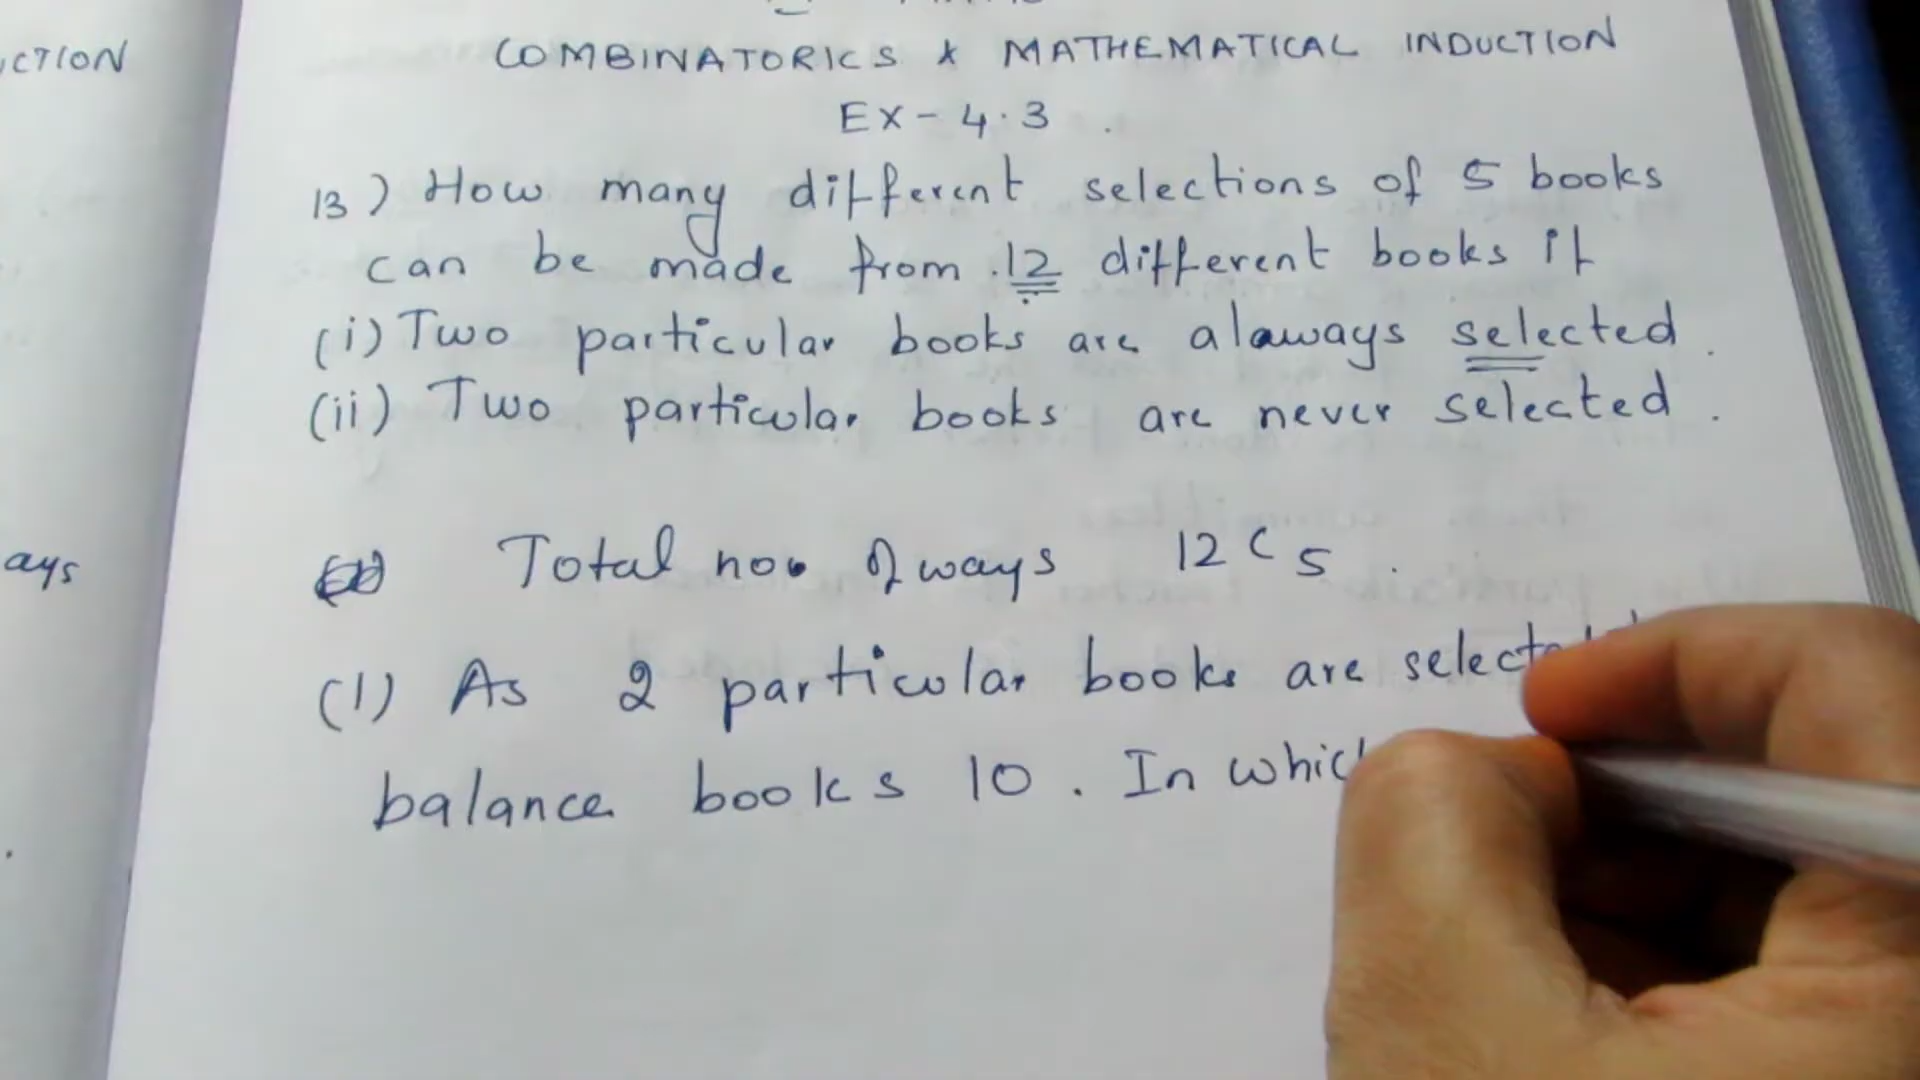 CTION
COMBINATORICS & MATHEMATICAL INDUCTION
EX - 4.3 .
13) How many different selections of 5 books
can be made from .12 different books if
(i) Two particular books are alaways selected .
(ii) Two particular books are never selected .
ays
Total no. of ways 12C5 .
(1) As 2 particular books are
balance books 10 . In